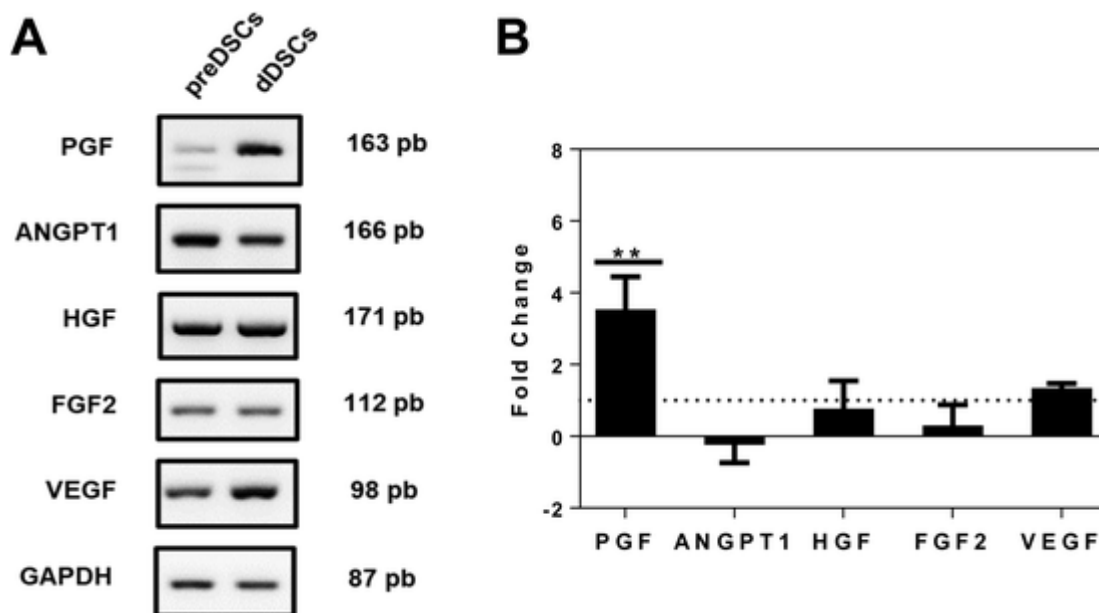 A
preDSCs dDSCs
PGF 163 pb
ANGPT1 166 pb
HGF 171 pb
FGF2 112 pb
VEGF 98 pb
GAPDH 87 pb
B
Fold Change
8
6
4
2
0
-2
**
PGF ANGPT1 HGF FGF2 VEGF